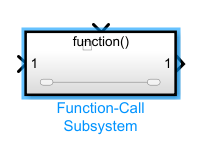 function()
1 1
Function-Call
Subsystem